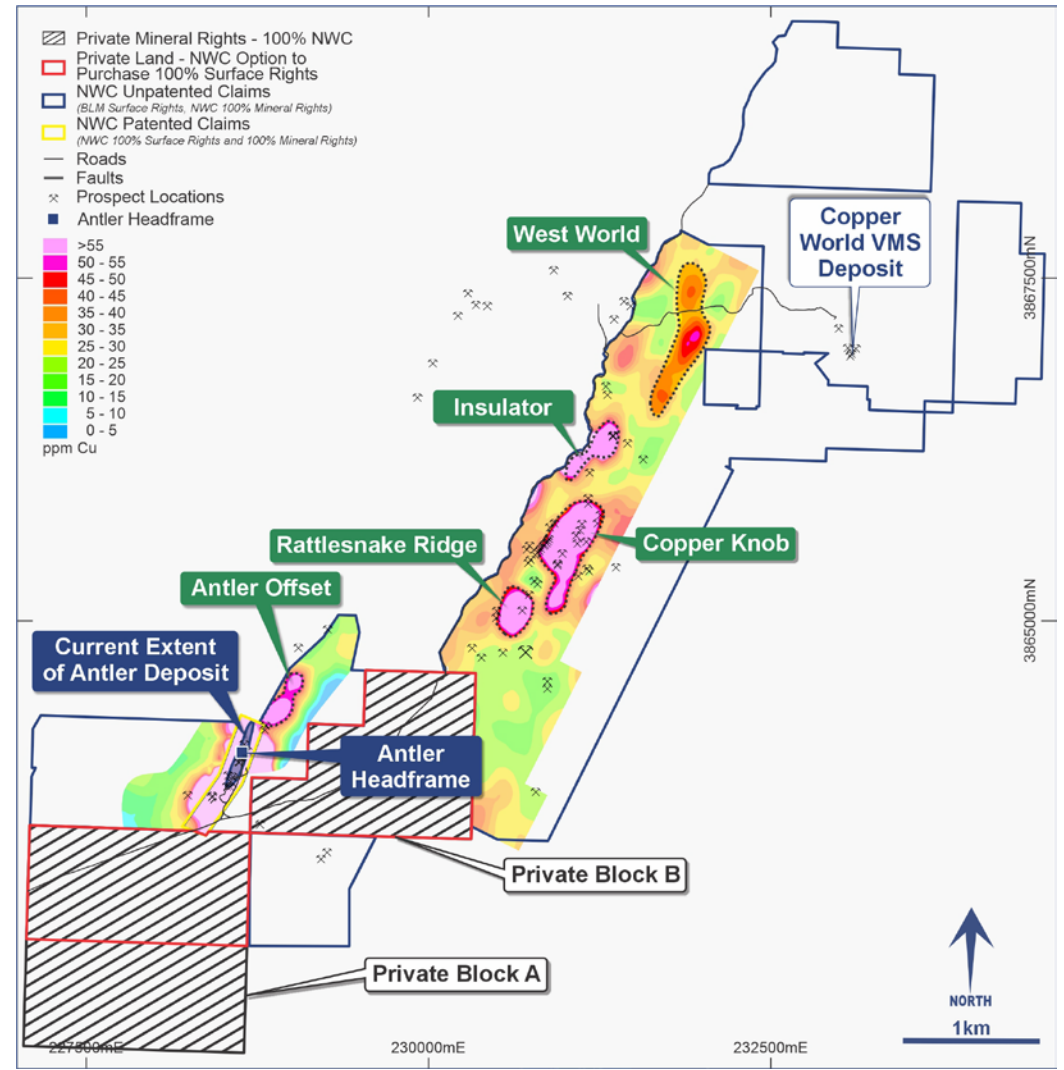 Private Mineral Rights - 100% NWC
Private Land - NWC Option to
Purchase 100% Surface Rights
NWC Unpatented Claims
(BLM Surface Rights, NWC 100% Mineral Rights)
NWC Patented Claims
(NWC 100% Surface Rights and 100% Mineral Rights)
Roads
Faults
Prospect Locations
Antler Headframe
>55
50 - 55
45 - 50
40 - 45
35 - 40
30 - 35
25 - 30
20 - 25
15 - 20
10 - 15
5 - 10
0 - 5
ppm Cu
West World
Copper
World VMS
Deposit
3867500mN
Insulator
Rattlesnake Ridge
Copper Knob
Antler Offset
3865000mN
Current Extent
of Antler Deposit
Antler
Headframe
Private Block B
Private Block A
NORTH
1km
227500mE
230000mE
232500mE